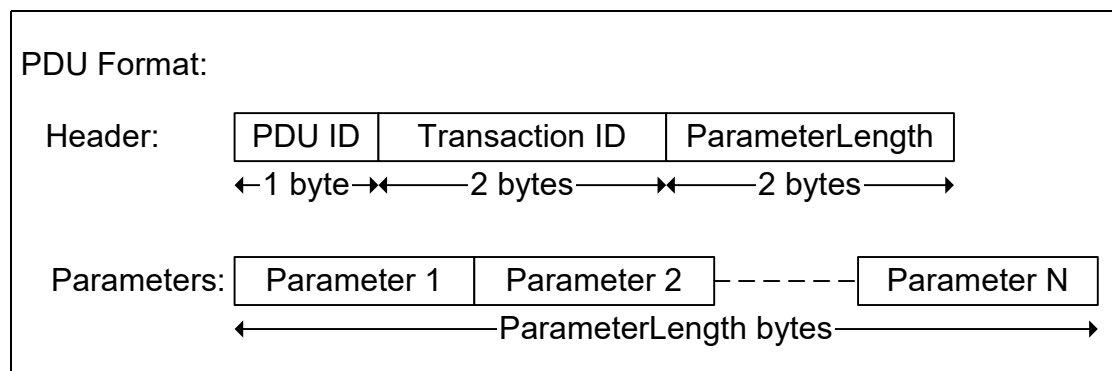 PDU Format:
Header: PDU ID Transaction ID ParameterLength
1 byte 2 bytes 2 bytes
Parameters: Parameter 1 Parameter 2 Parameter N
ParameterLength bytes